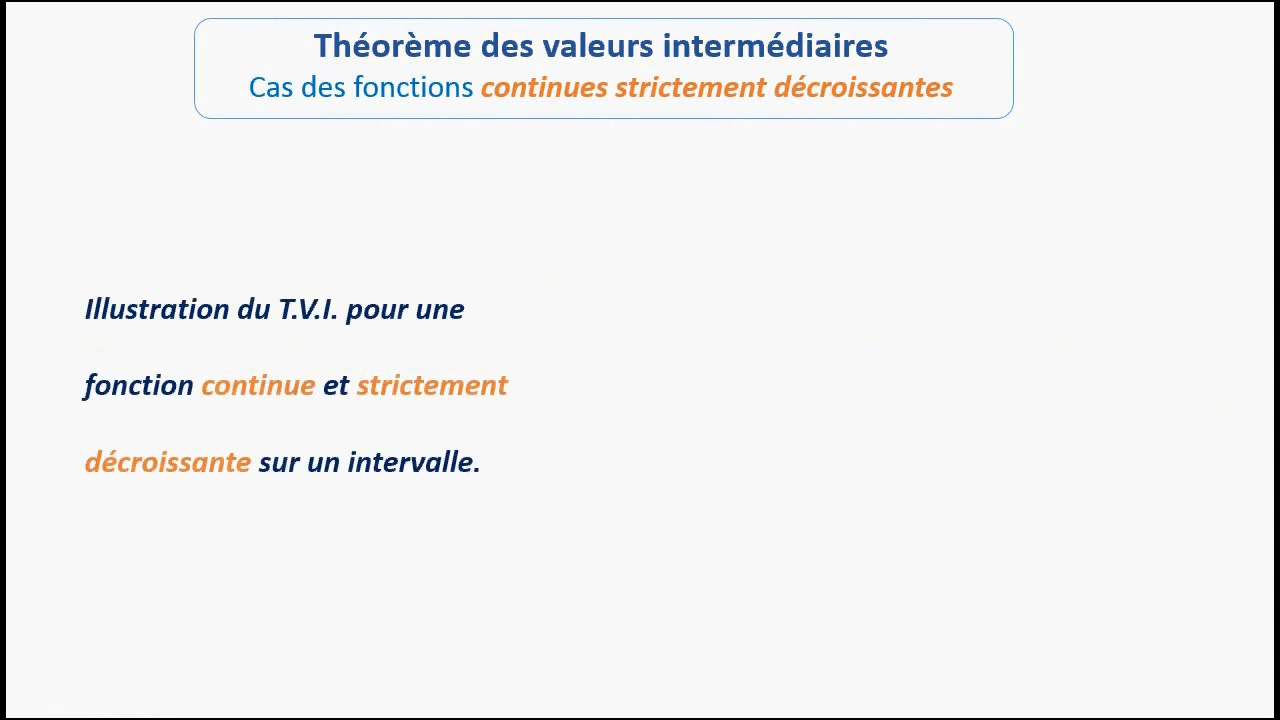 Théorème des valeurs intermédiaires
Cas des fonctions continues strictement décroissantes
Illustration du T.V.I. pour une
fonction continue et strictement
décroissante sur un intervalle.